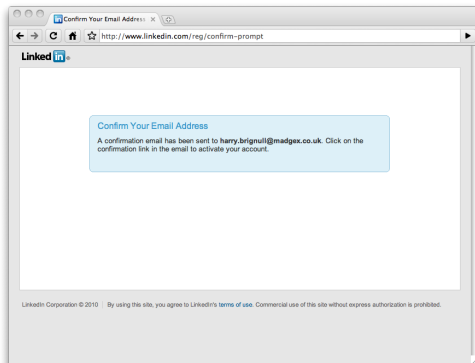 Confirm Your Email Address
http://www.linkedin.com/reg/confirm-prompt
Linked in
Confirm Your Email Address
A confirmation email has been sent to harry.brignull@madgex.co.uk. Click on the
confirmation link in the email to activate your account.
LinkedIn Corporation © 2010 | By using this site, you agree to LinkedIn's terms of use. Commercial use of this site without express authorization is prohibited.